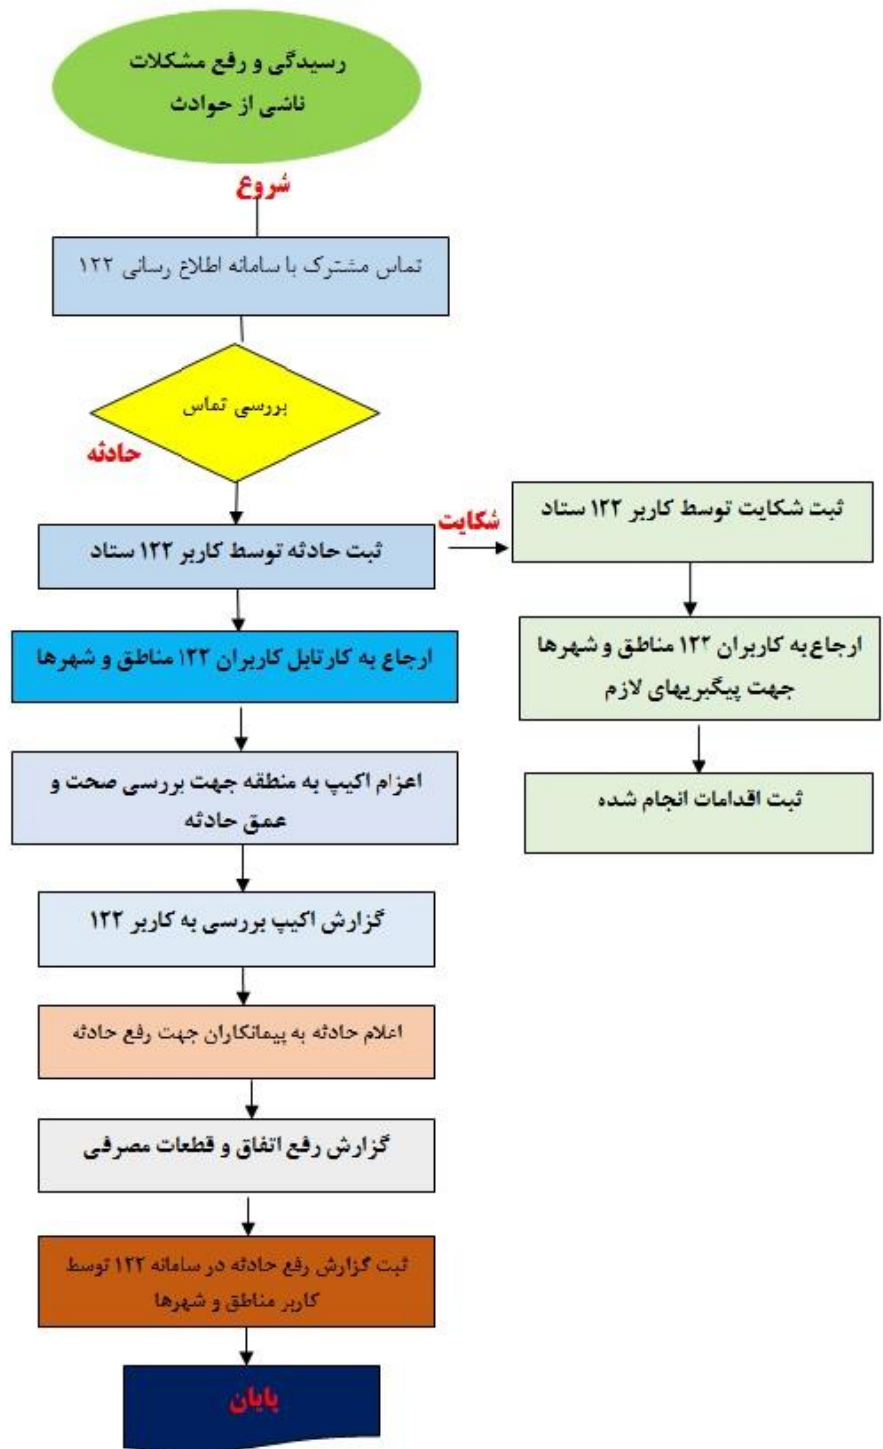 رسیدگی و رفع مشکلات
ناشی از حوادث
شروع
تماس مشترک با سامانه اطلاع رسانی ۱۲۲
بررسی تماس
حادثه
ثبت حادثه توسط کاربر ۱۲۲ ستاد
شکایت
ثبت شکایت توسط کاربر ۱۲۲ ستاد
ارجاع به کارتابل کاربران ۱۲۲ مناطق و شهرها
ارجاع به کاربران ۱۲۲ مناطق و شهرها
جهت پیگیریهای لازم
اعزام اکیپ به منطقه جهت بررسی صحت و
عمق حادثه
ثبت اقدامات انجام شده
گزارش اکیپ بررسی به کاربر ۱۲۲
اعلام حادثه به پیمانکاران جهت رفع حادثه
گزارش رفع اتفاق و قطعات مصرفی
ثبت گزارش رفع حادثه در سامانه ۱۲۲ توسط
کاربر مناطق و شهرها
پایان